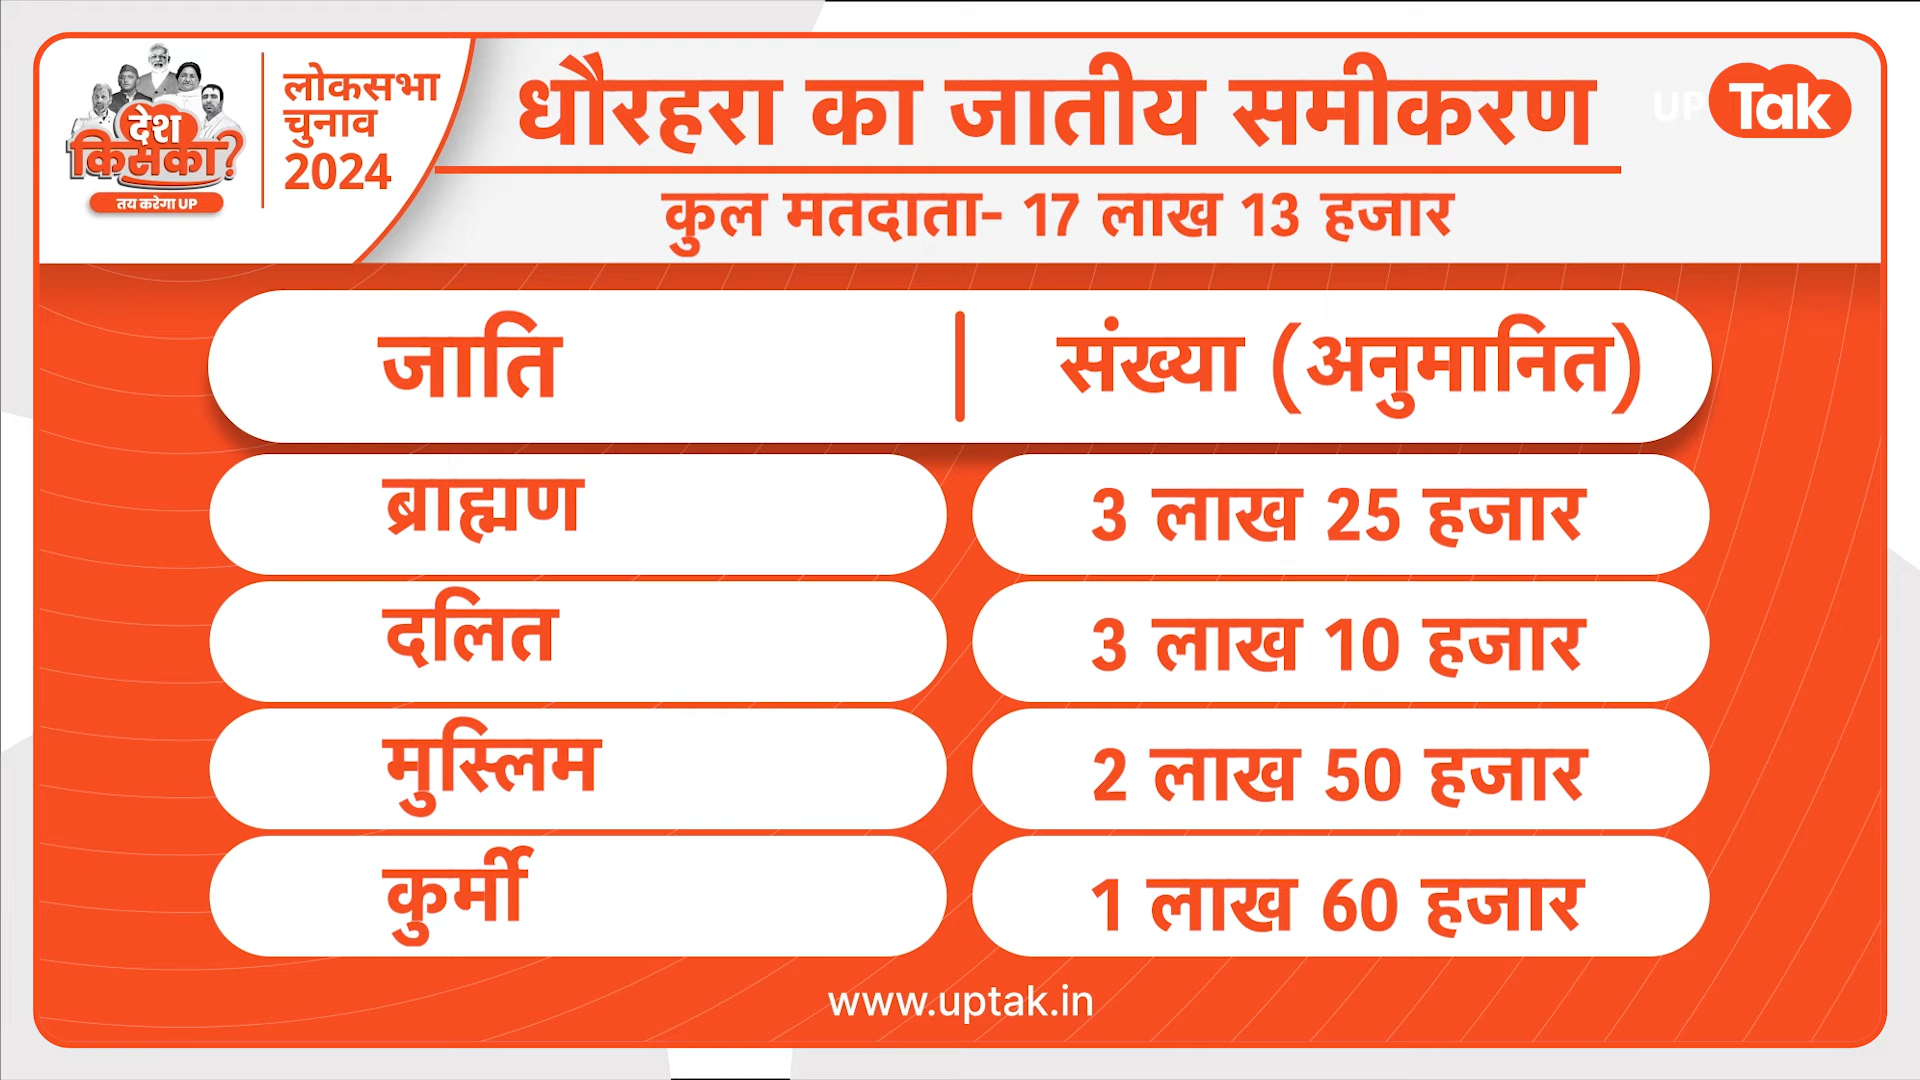 देश
किसका?
तय करेगा UP
लोकसभा
चुनाव
2024
धौरहरा का जातीय समीकरण
UP Tak
कुल मतदाता- 17 लाख 13 हजार
जाति | संख्या (अनुमानित)
ब्राह्मण 3 लाख 25 हजार
दलित 3 लाख 10 हजार
मुस्लिम 2 लाख 50 हजार
कुर्मी 1 लाख 60 हजार
www.uptak.in